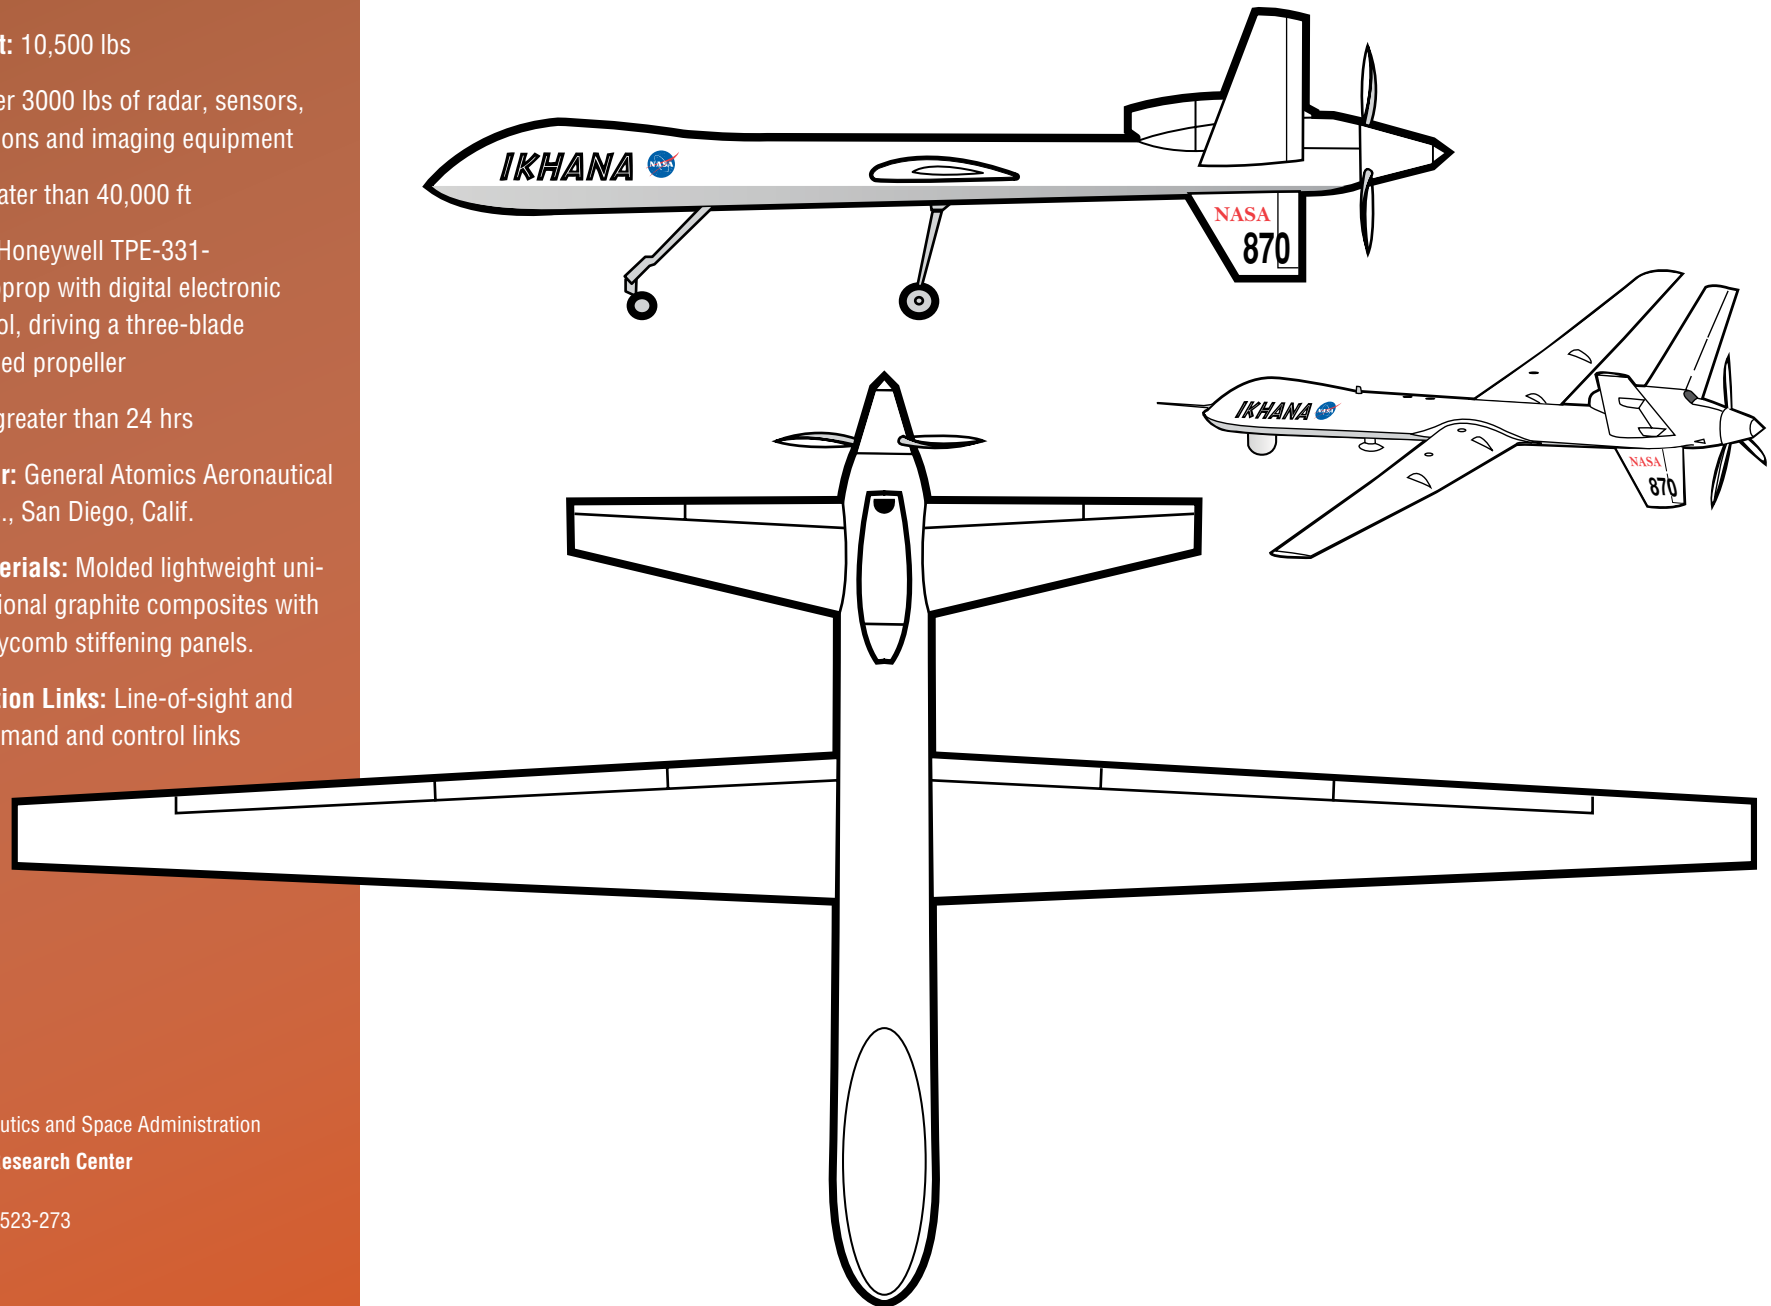 t: 10,500 lbs
er 3000 lbs of radar, sensors,
ons and imaging equipment
ater than 40,000 ft
Honeywell TPE-331-
prop with digital electronic
ol, driving a three-blade
ed propeller
greater than 24 hrs
r: General Atomics Aeronautical
., San Diego, Calif.
erials: Molded lightweight uni-
ional graphite composites with
ycomb stiffening panels.
tion Links: Line-of-sight and
mand and control links
utics and Space Administration
esearch Center
523-273
IKHANA NASA
NASA
870
IKHANA NASA
NASA
870